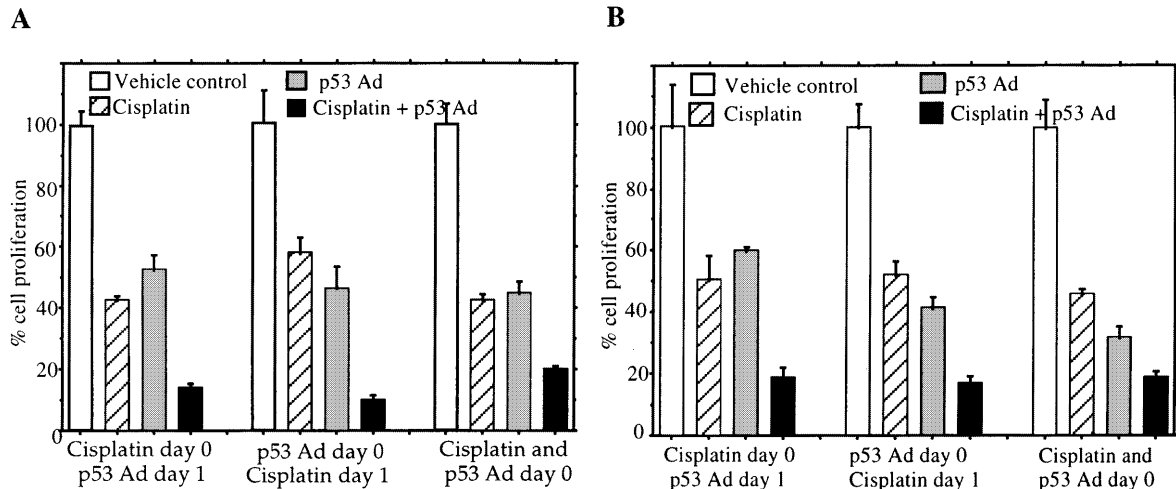 A
Vehicle control
p53 Ad
Cisplatin
Cisplatin + p53 Ad
% cell proliferation
100
80
60
40
20
0
Cisplatin day 0
p53 Ad day 1
p53 Ad day 0
Cisplatin day 1
Cisplatin and
p53 Ad day 0
B
Vehicle control
p53 Ad
Cisplatin
Cisplatin + p53 Ad
% cell proliferation
100
80
60
40
20
0
Cisplatin day 0
p53 Ad day 1
p53 Ad day 0
Cisplatin day 1
Cisplatin and
p53 Ad day 0